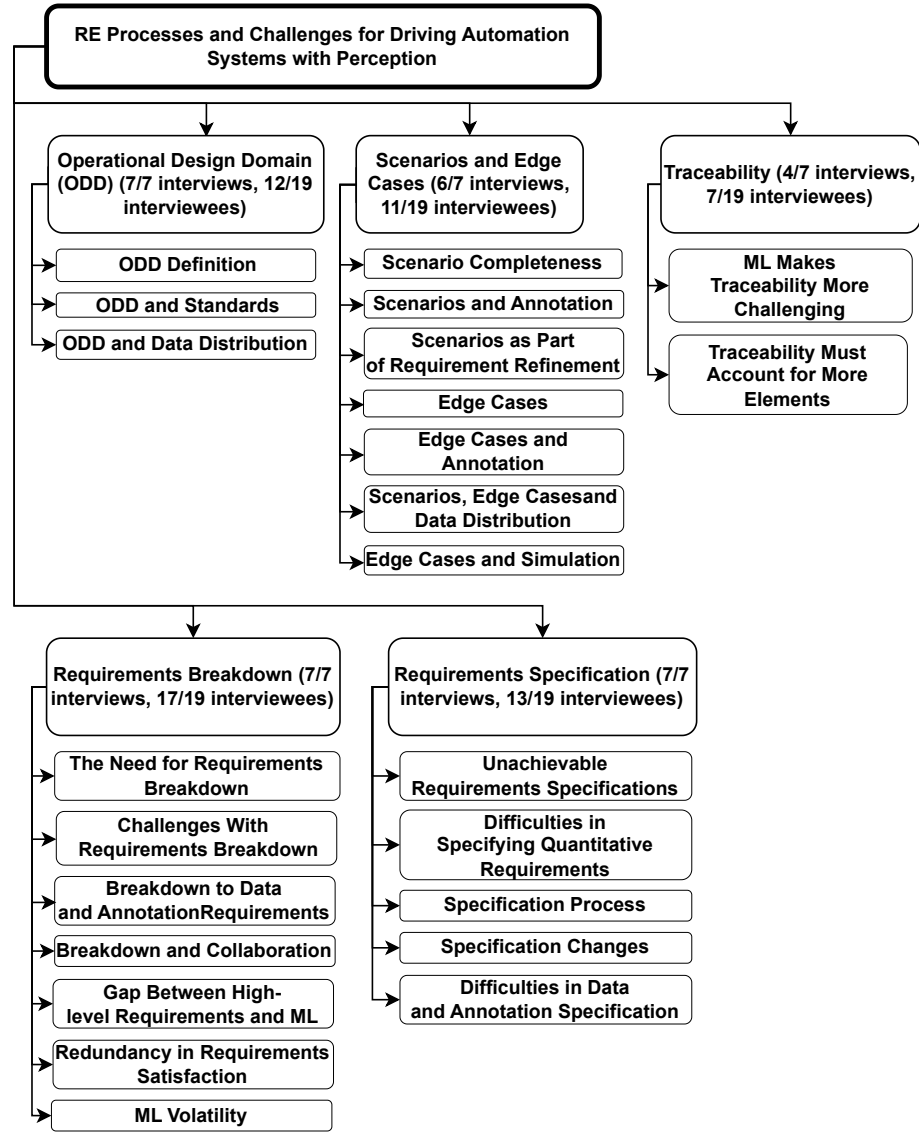 RE Processes and Challenges for Driving Automation
Systems with Perception
Operational Design Domain
(ODD) (7/7 interviews, 12/19
interviewees)
ODD Definition
ODD and Standards
ODD and Data Distribution
Scenarios and Edge
Cases (6/7 interviews,
11/19 interviewees)
Scenario Completeness
Scenarios and Annotation
Scenarios as Part
of Requirement Refinement
Edge Cases
Edge Cases and
Annotation
Scenarios, Edge Casesand
Data Distribution
Edge Cases and Simulation
Traceability (4/7 interviews,
7/19 interviewees)
ML Makes
Traceability More
Challenging
Traceability Must
Account for More
Elements
Requirements Breakdown (7/7
interviews, 17/19 interviewees)
The Need for Requirements
Breakdown
Challenges With
Requirements Breakdown
Breakdown to Data
and AnnotationRequirements
Breakdown and Collaboration
Gap Between High-
level Requirements and ML
Redundancy in Requirements
Satisfaction
ML Volatility
Requirements Specification (7/7
interviews, 13/19 interviewees)
Unachievable
Requirements Specifications
Difficulties in
Specifying Quantitative
Requirements
Specification Process
Specification Changes
Difficulties in Data
and Annotation Specification